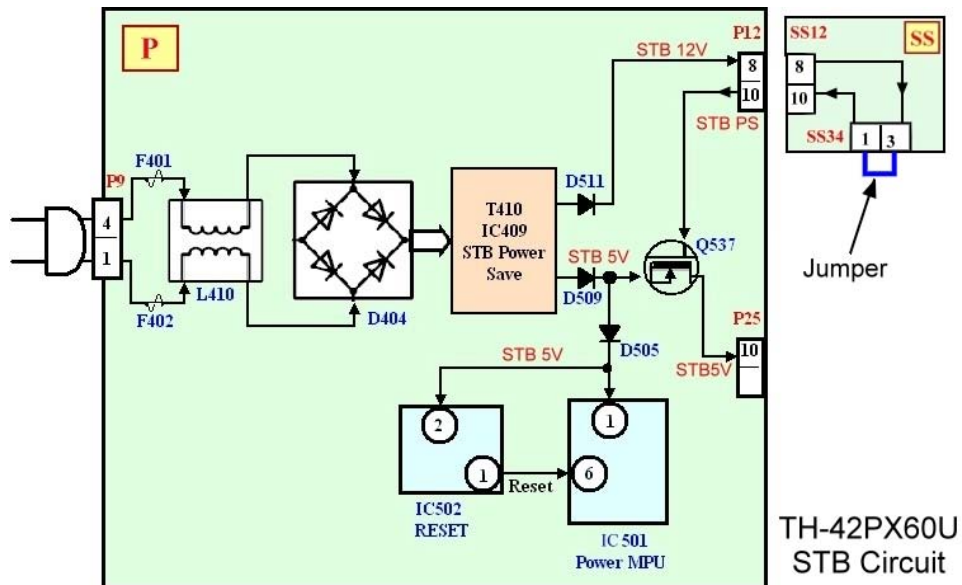 P
STB 12V
P12
8
10
STB PS
SS12
SS
8
10
SS34
1
3
Jumper
F401
P9
4
1
F402
L410
D404
T410
IC409
STB Power
Save
D511
STB 5V
D509
Q537
D505
P25
10
STB5V
STB 5V
2
1
Reset
1
6
IC502
RESET
IC501
Power MPU
TH-42PX60U
STB Circuit